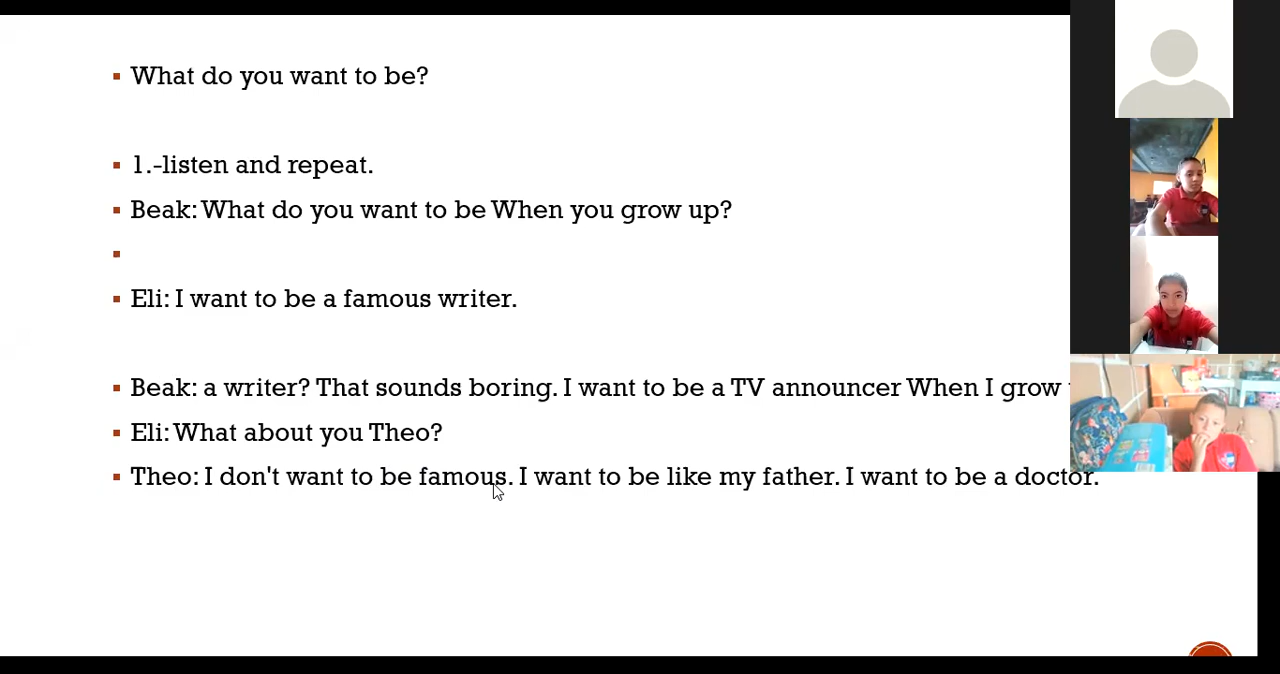 What do you want to be?
1.-listen and repeat.
Beak: What do you want to be When you grow up?
Eli: I want to be a famous writer.
Beak: a writer? That sounds boring. I want to be a TV announcer When I grow
Eli: What about you Theo?
Theo: I don't want to be famous. I want to be like my father. I want to be a doctor.